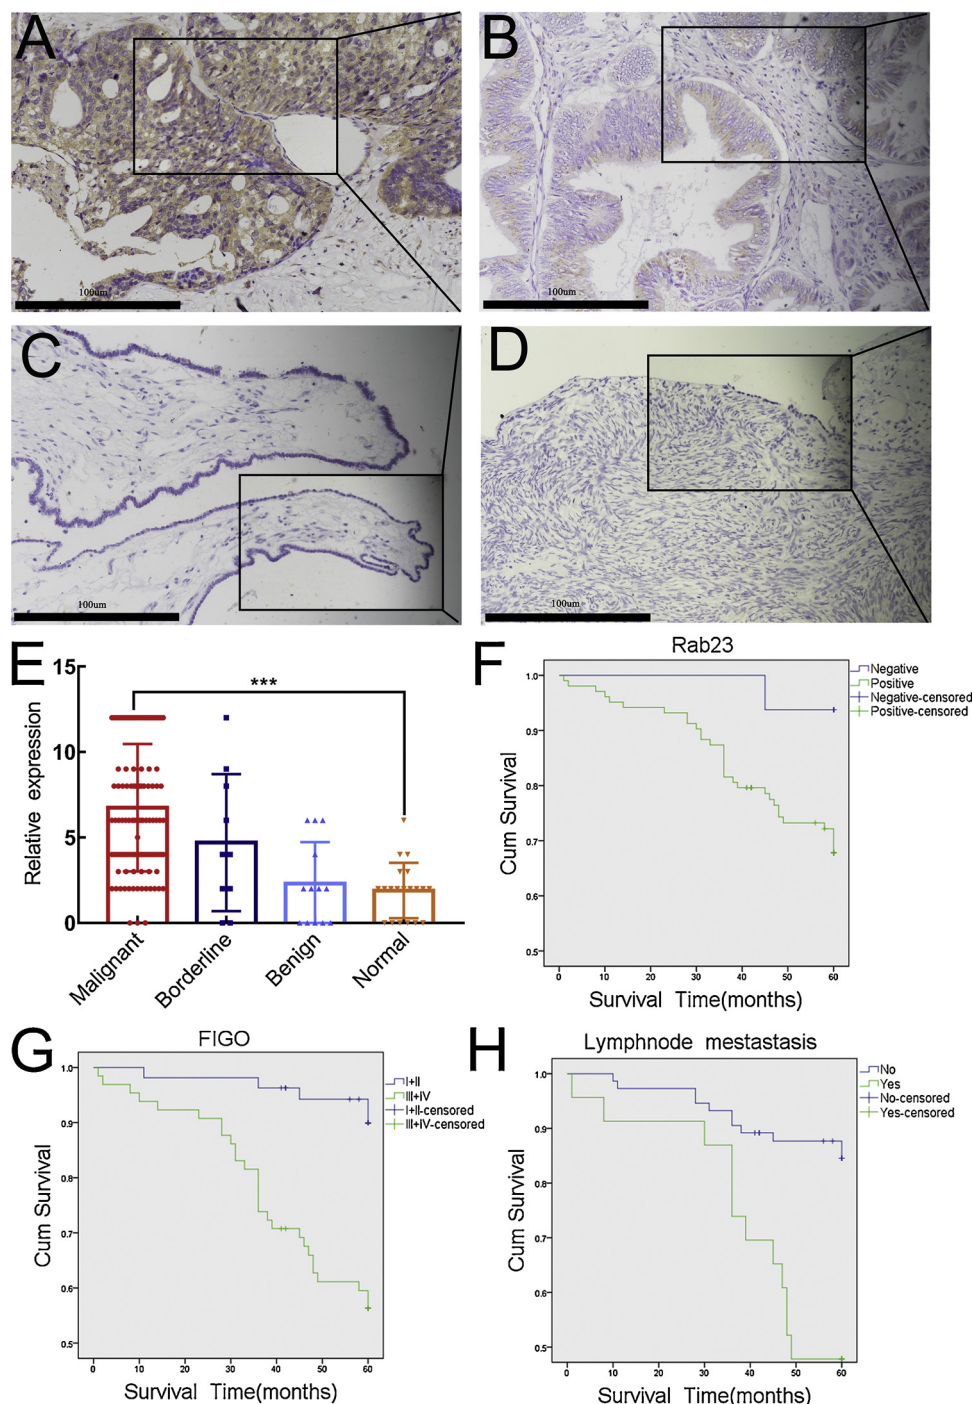 A
B
100um
100um
C
D
100um
100um
E
15
10
5
0
Relative expression
***
Malignant
Borderline
Benign
Normal
F
Rab23
Negative
Positive
Negative-censored
Positive-censored
1.0
0.9
0.8
0.7
0.6
0.5
Cum Survival
0 10 20 30 40 50 60
Survival Time(months)
G
FIGO
I+II
III+IV
I+II-censored
III+IV-censored
1.0
0.9
0.8
0.7
0.6
0.5
Cum Survival
0 10 20 30 40 50 60
Survival Time(months)
H
Lymphnode mestastasis
No
Yes
No-censored
Yes-censored
1.0
0.9
0.8
0.7
0.6
0.5
Cum Survival
0 10 20 30 40 50 60
Survival Time(months)